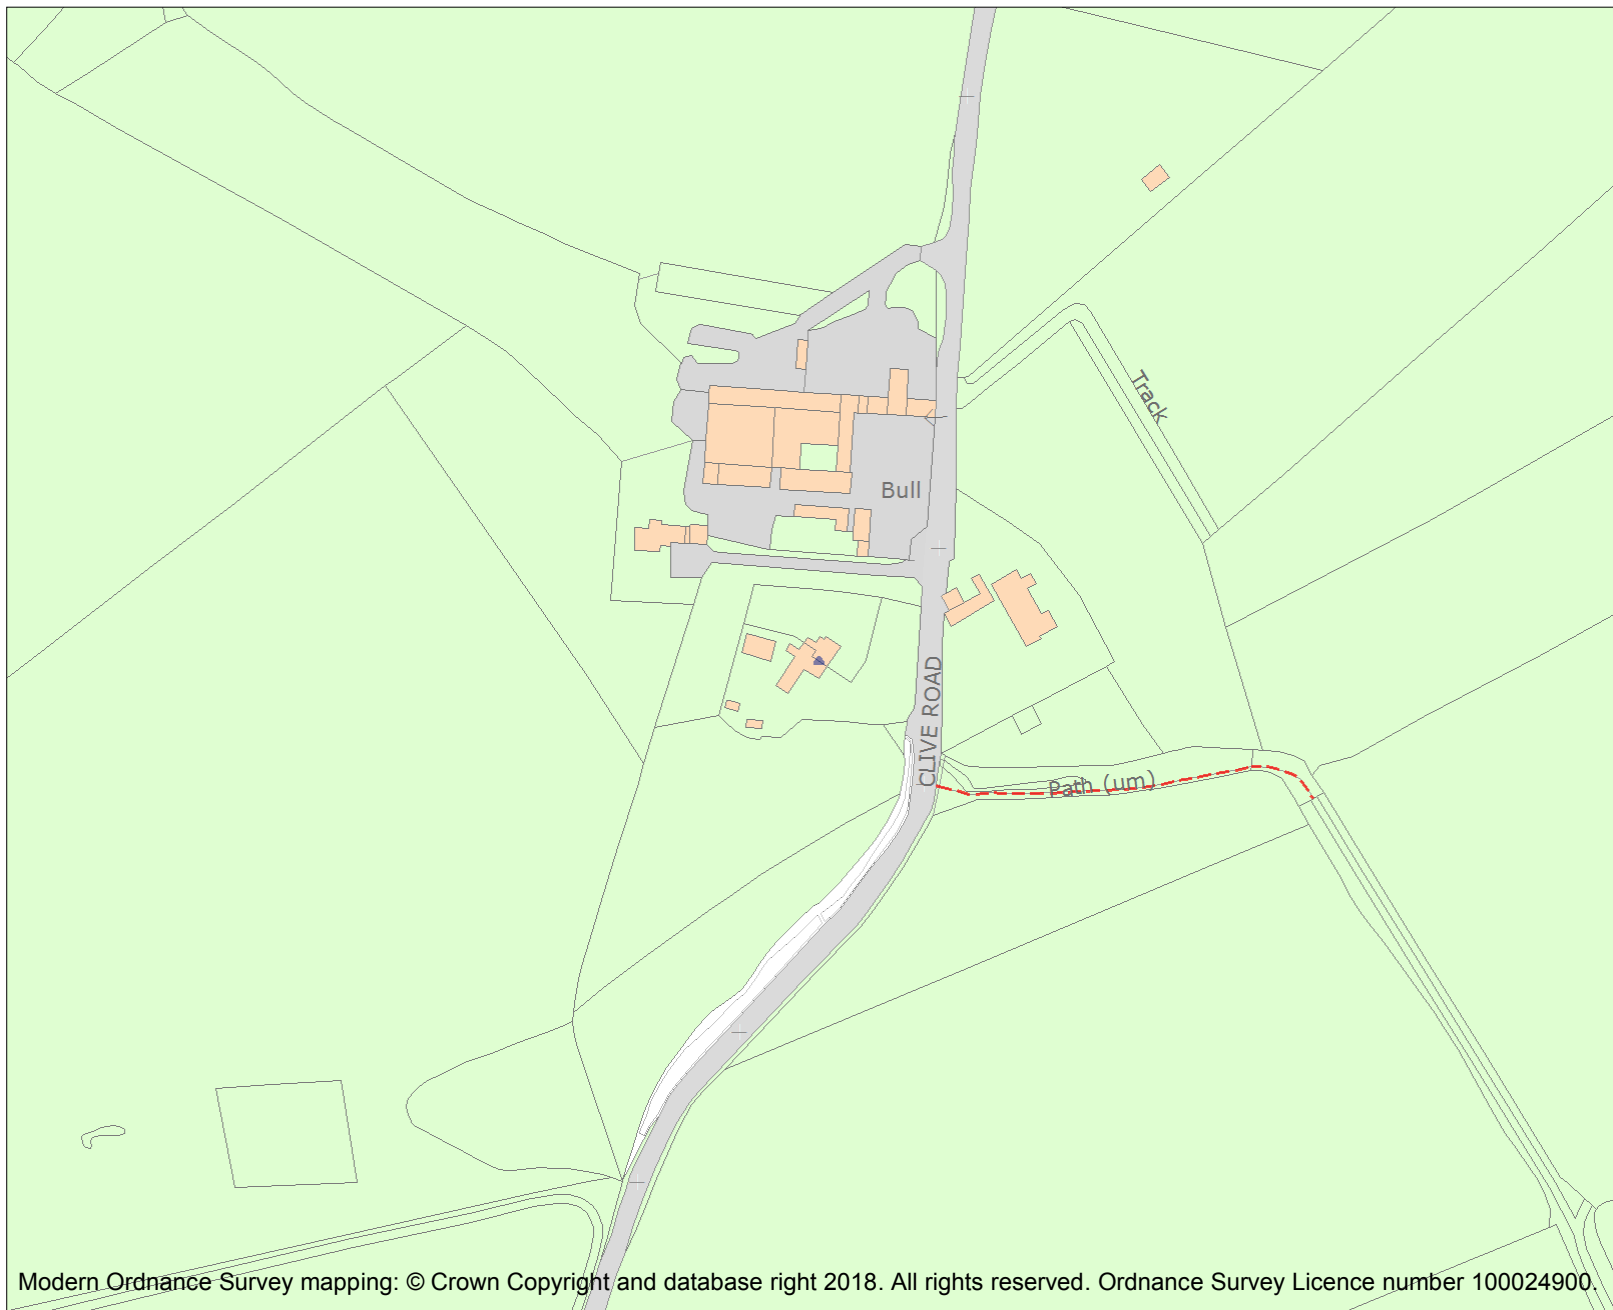 Track
Bull
CLIVE ROAD
Path (um)
Modern Ordnance Survey mapping: © Crown Copyright and database right 2018. All rights reserved. Ordnance Survey Licence number 100024900.